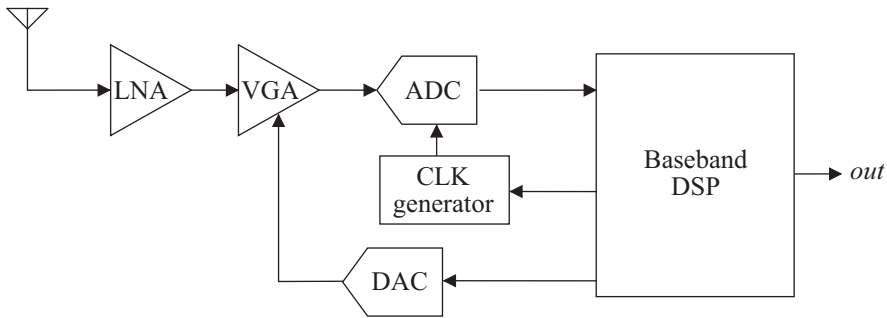 LNA
VGA
ADC
CLK
generator
DAC
Baseband
DSP
out